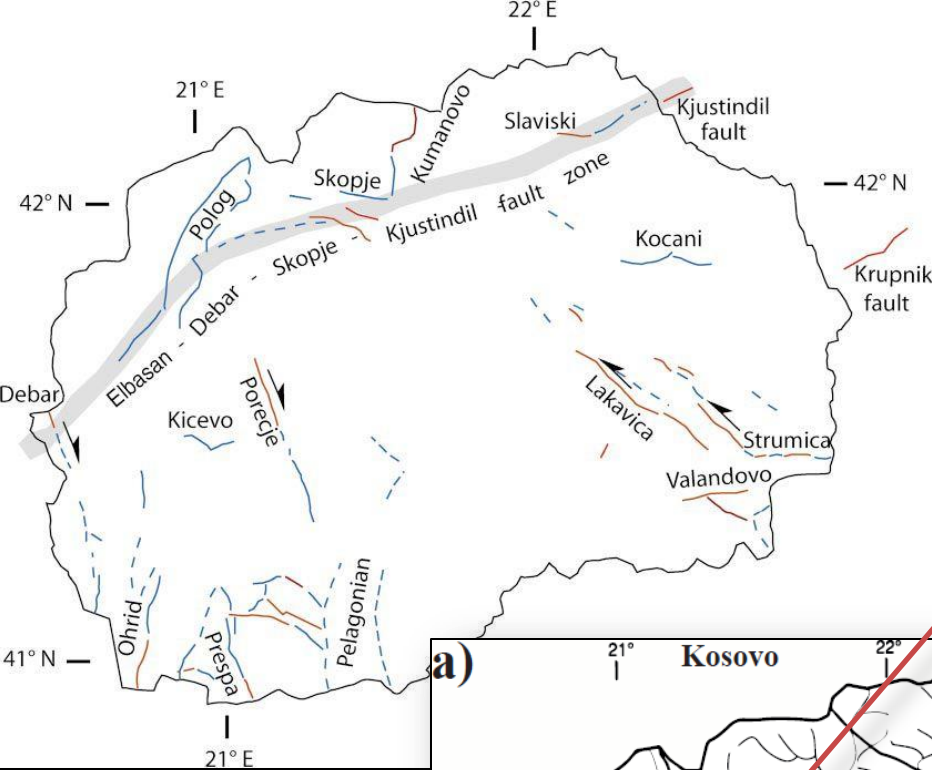 22° E
21° E
Kjustindil
fault
Slaviski
Kumanovo
Skopje
42° N
42° N
Polog
Elbasan - Debar - Skopje - Kjustindil fault zone
Kocani
Krupnik
fault
Debar
Porecje
Kicevo
Lakavica
Strumica
Valandovo
Ohrid
Prespa
Pelagonian
41° N
21° E
a)
21°
Kosovo
22°